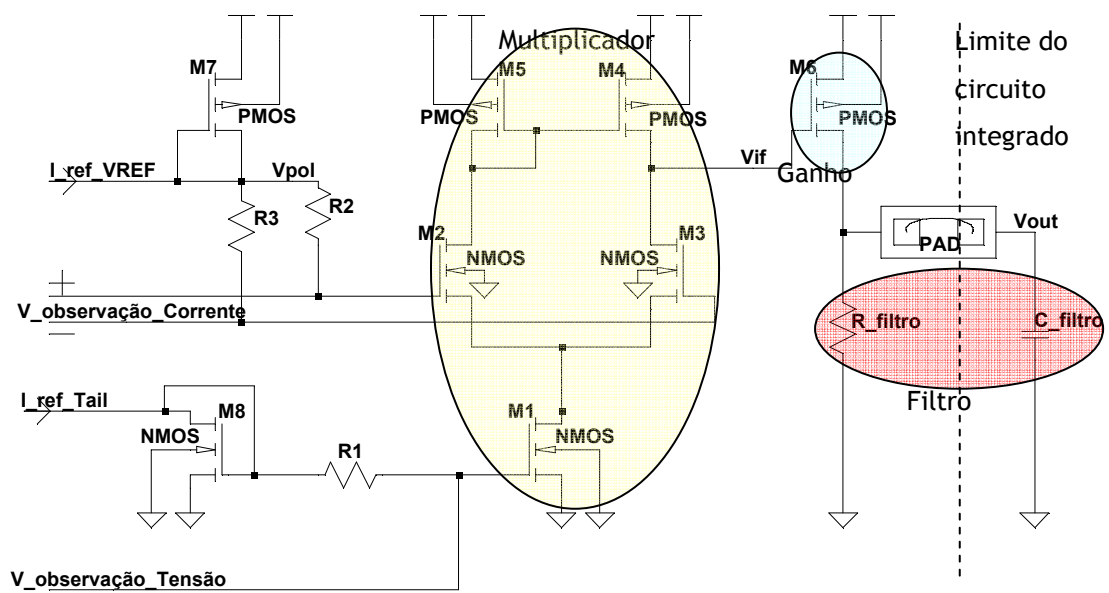 Multiplicador
Limite do
circuito
integrado
M7
M5
M4
M6
PMOS
PMOS
PMOS
PMOS
I_ref_VREF
Vpol
Vif
Ganho
R3
R2
M2
M3
NMOS
NMOS
PAD
Vout
+
V_observação_Corrente
—
R_filtro
C_filtro
Filtro
I_ref_Tail
M8
M1
NMOS
NMOS
R1
V_observação_Tensão